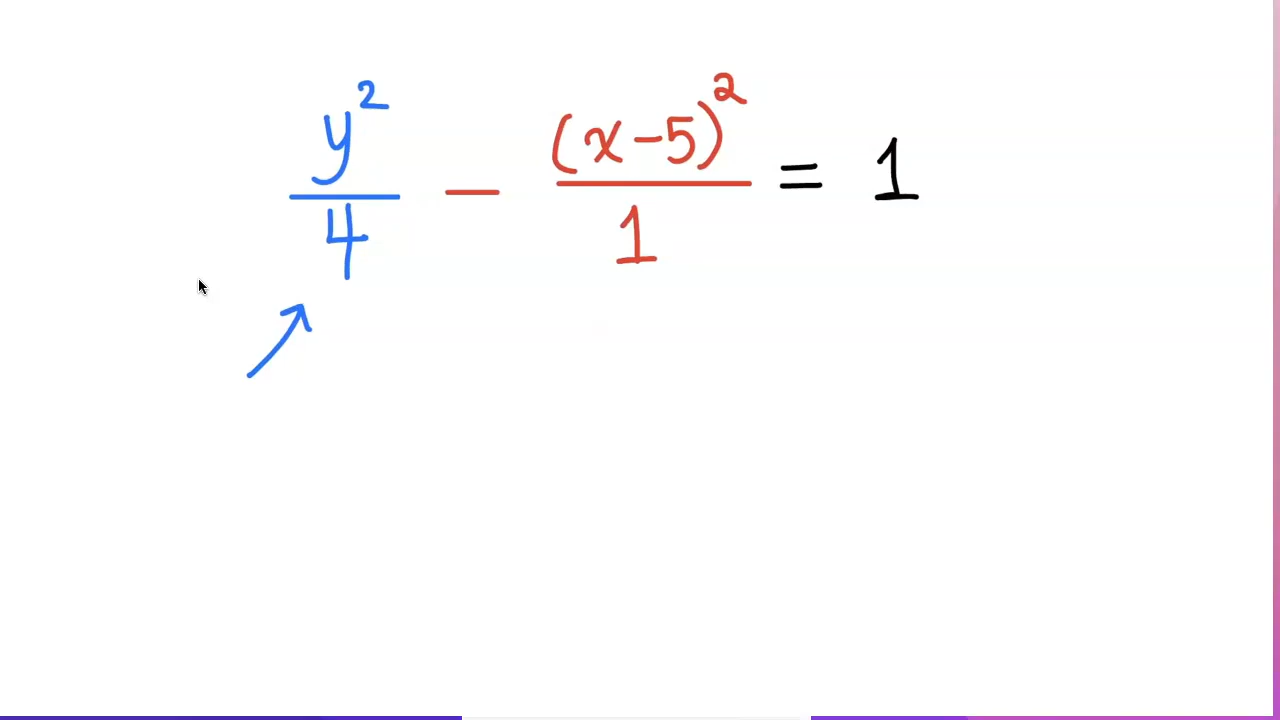 y²/4 − (x−5)²/1 = 1